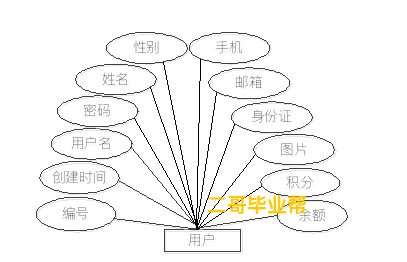 性别
手机
姓名
邮箱
密码
身份证
用户名
图片
创建时间
积分
编号
余额
二哥毕业帮
用户